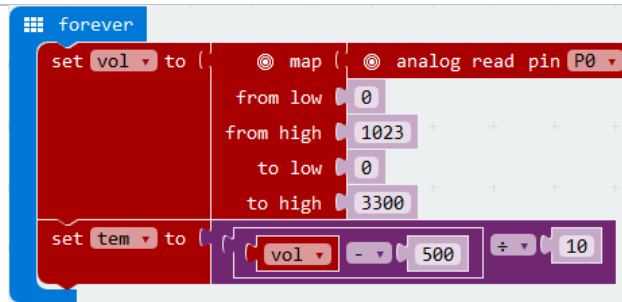 forever
set vol to ( map ( analog read pin P0
from low ( 0
from high ( 1023
to low ( 0
to high ( 3300
set tem to ( ( ( vol - ( 500 ÷ ( 10